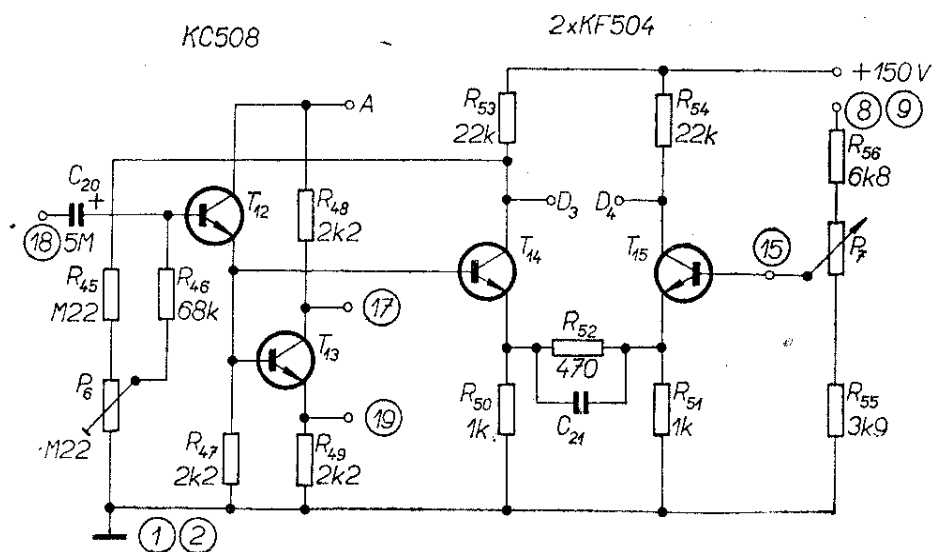 KC508
2xKF504
+150V
R53
22k
R54
22k
8
9
A
R56
6k8
C20
+
T12
R48
2k2
D3
D4
18
5M
T14
T15
15
P7
R45
M22
R46
68k
17
R52
470
T13
P6
M22
19
R50
1k
C21
R51
1k
R55
3k9
R47
2k2
R49
2k2
1
2